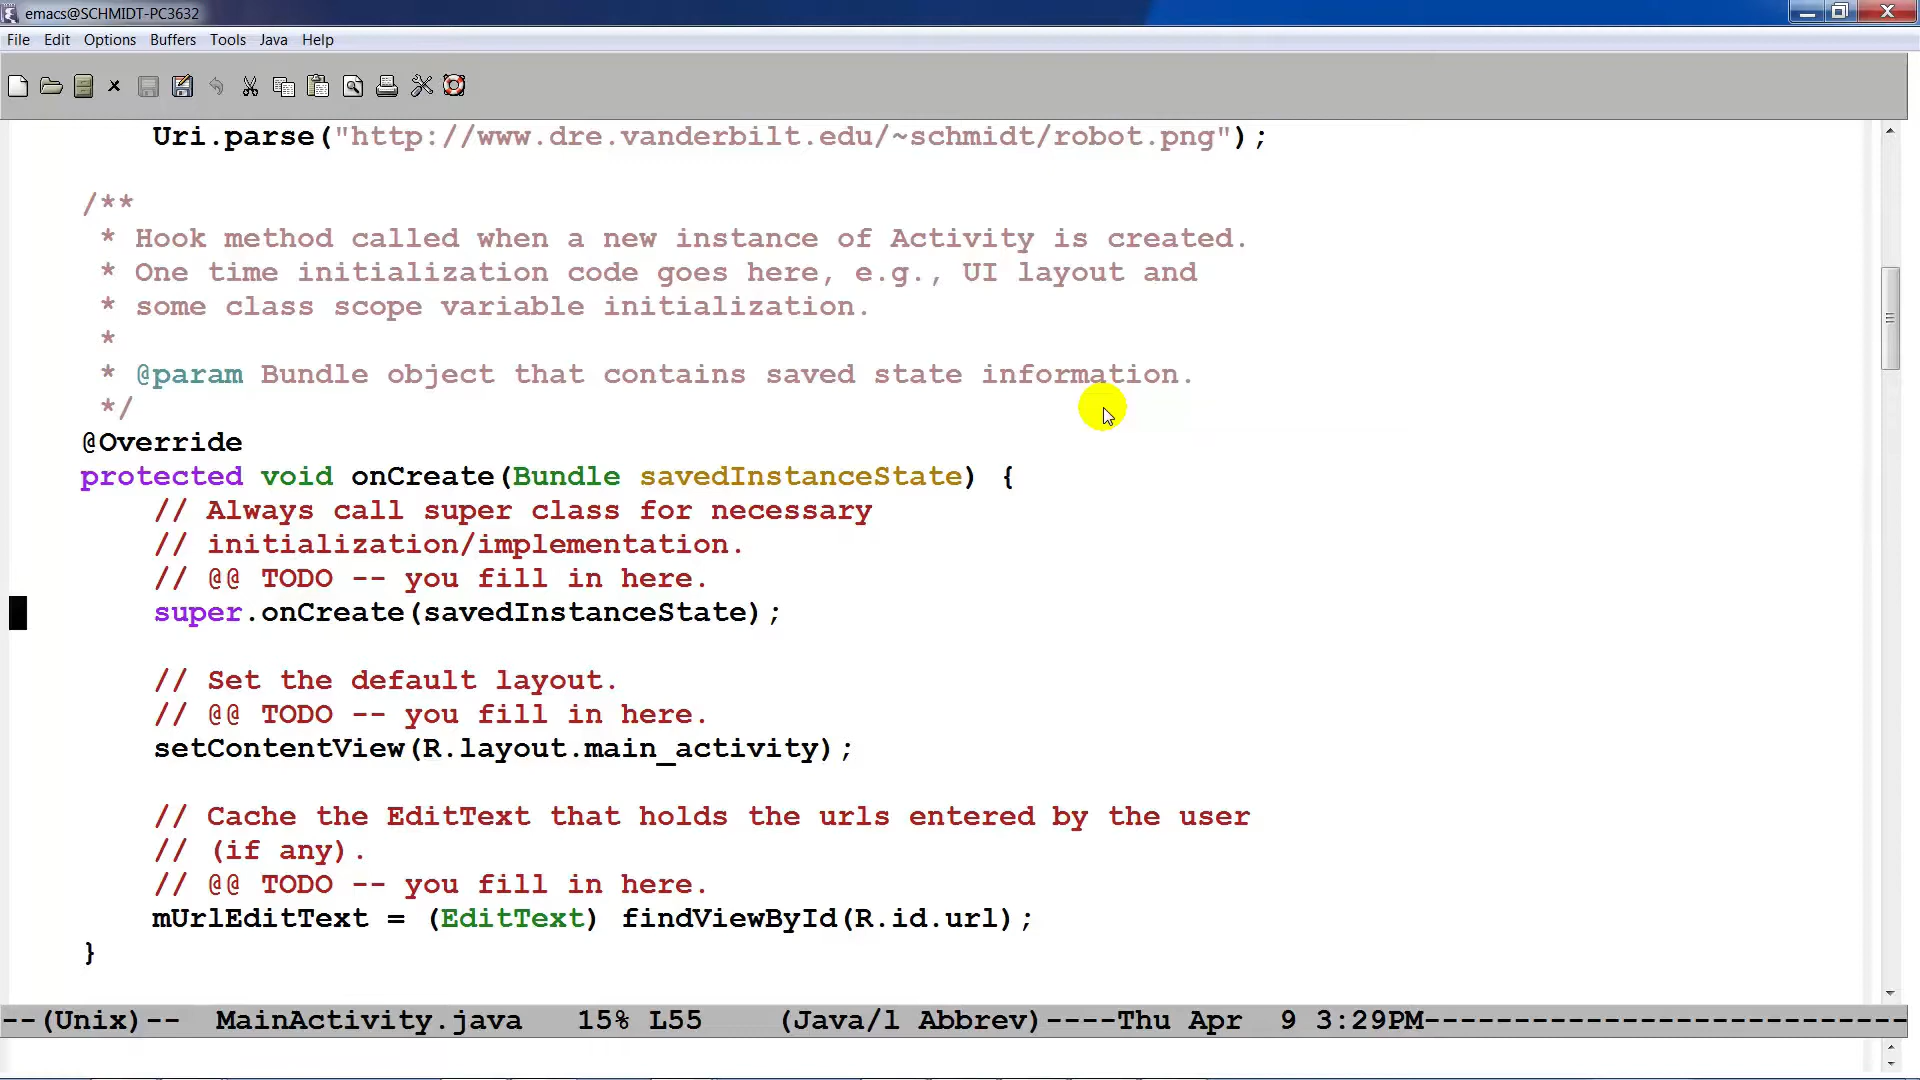 emacs@SCHMIDT-PC3632
File Edit Options Buffers Tools Java Help
Uri.parse("http://www.dre.vanderbilt.edu/~schmidt/robot.png");
/**
* Hook method called when a new instance of Activity is created.
* One time initialization code goes here, e.g., UI layout and
* some class scope variable initialization.
*
* @param Bundle object that contains saved state information.
*/
@Override
protected void onCreate(Bundle savedInstanceState) {
// Always call super class for necessary
// initialization/implementation.
// @@ TODO -- you fill in here.
super.onCreate(savedInstanceState);
// Set the default layout.
// @@ TODO -- you fill in here.
setContentView(R.layout.main_activity);
// Cache the EditText that holds the urls entered by the user
// (if any).
// @@ TODO -- you fill in here.
mUrlEditText = (EditText) findViewById(R.id.url);
}
--(Unix)-- MainActivity.java 15% L55 (Java/l Abbrev)----Thu Apr 9 3:29PM---------------------------